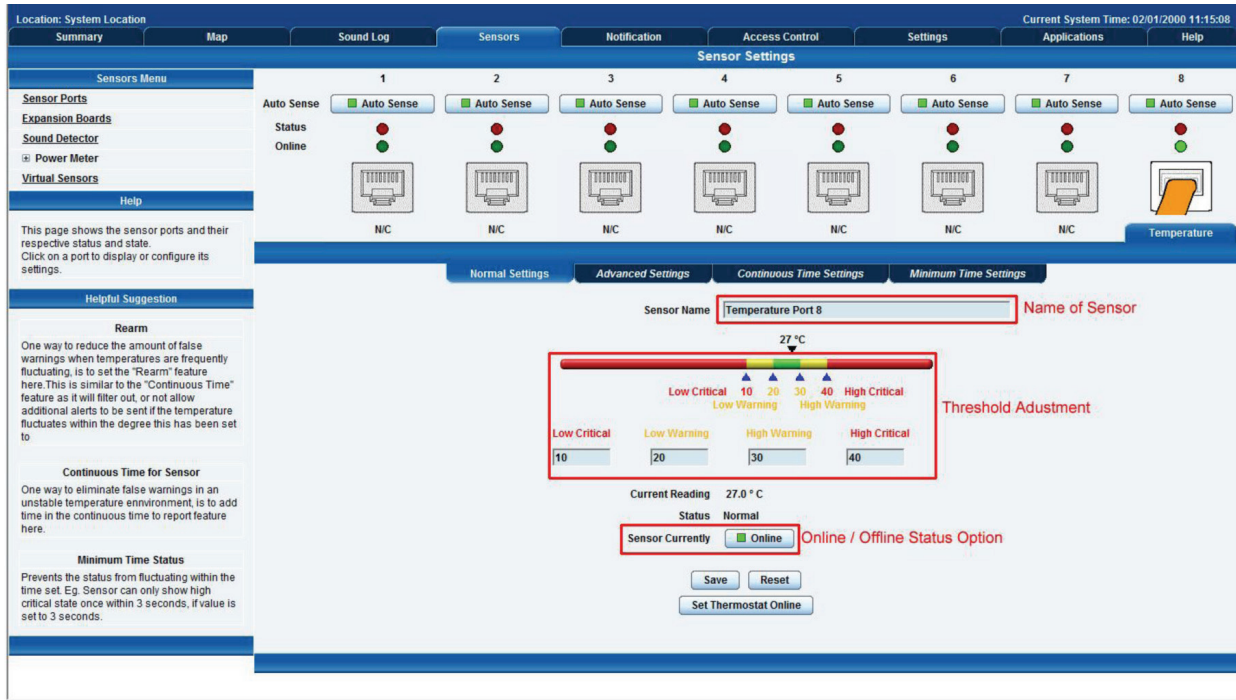 Location: System Location
Current System Time: 02/01/2000 11:15:08
Summary Map Sound Log Sensors Notification Access Control Settings Applications Help
Sensor Settings
Sensors Menu
Sensor Ports
Expansion Boards
Sound Detector
Power Meter
Virtual Sensors
Help
This page shows the sensor ports and their
respective status and state.
Click on a port to display or configure its
settings.
Helpful Suggestion
Rearm
One way to reduce the amount of false
warnings when temperatures are frequently
fluctuating, is to set the "Rearm" feature
here.This is similar to the "Continuous Time"
feature as it will filter out, or not allow
additional alerts to be sent if the temperature
fluctuates within the degree this has been set
to
Continuous Time for Sensor
One way to eliminate false warnings in an
unstable temperature ennvironment, is to add
time in the continuous time to report feature
here.
Minimum Time Status
Prevents the status from fluctuating within the
time set. Eg. Sensor can only show high
critical state once within 3 seconds, if value is
set to 3 seconds.
1 2 3 4 5 6 7 8
Auto Sense Auto Sense Auto Sense Auto Sense Auto Sense Auto Sense Auto Sense Auto Sense Auto Sense
Status
Online
N/C N/C N/C N/C N/C N/C N/C Temperature
Normal Settings Advanced Settings Continuous Time Settings Minimum Time Settings
Sensor Name Temperature Port 8 Name of Sensor
27 °C
Low Critical 10 20 30 40 High Critical
Low Warning High Warning
Threshold Adustment
Low Critical Low Warning High Warning High Critical
10 20 30 40
Current Reading 27.0 ° C
Status Normal
Sensor Currently Online Online / Offline Status Option
Save Reset
Set Thermostat Online